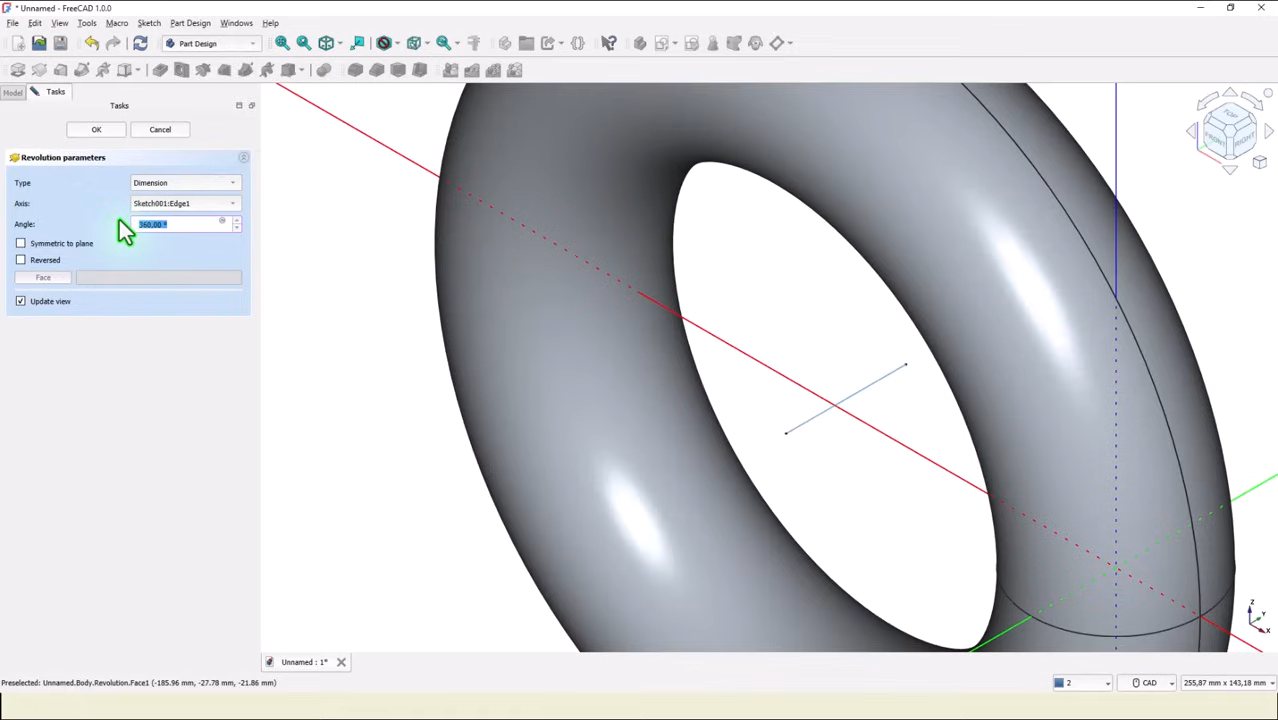 * Unnamed - FreeCAD 1.0.0
File Edit View Tools Macro Sketch Part Design Windows Help
Part Design
Model Tasks
Tasks
OK Cancel
Revolution parameters
Type Dimension
Axis: Sketch001:Edge1
Angle: 360.00 °
Symmetric to plane
Reversed
Face
Update view
TOP
FRONT RIGHT
Z
Y
X
Unnamed : 1*
Preselected: Unnamed.Body.Revolution.Face1 (-185.96 mm, -27.78 mm, -21.86 mm)
2 CAD 255,87 mm x 143,18 mm